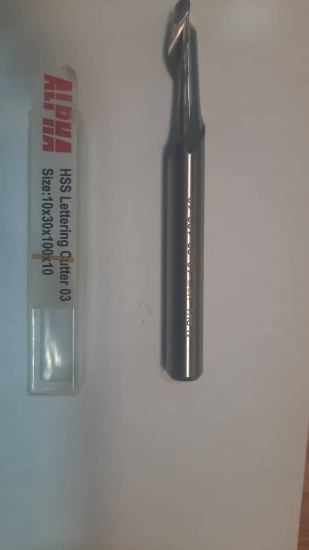 ALPHA
HSS Lettering Cutter 03
Size:10x30x100x10